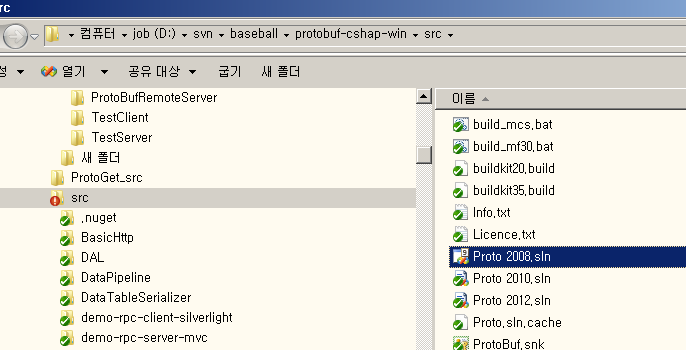 rc
▸ 컴퓨터 ▸ job (D:) ▸ svn ▸ baseball ▸ protobuf-cshap-win ▸ src ▸
성 ▼ 열기 ▼ 공유 대상 ▼ 굽기 새 폴더
ProtoBufRemoteServer
TestClient
TestServer
새 폴더
ProtoGet_src
src
.nuget
BasicHttp
DAL
DataPipeline
DataTableSerializer
demo-rpc-client-silverlight
demo-rpc-server-mvc
이름
build_mcs.bat
build_mf30.bat
buildkit20.build
buildkit35.build
Info.txt
Licence.txt
Proto 2008.sln
Proto 2010.sln
Proto 2012.sln
Proto.sln.cache
ProtoBuf.snk